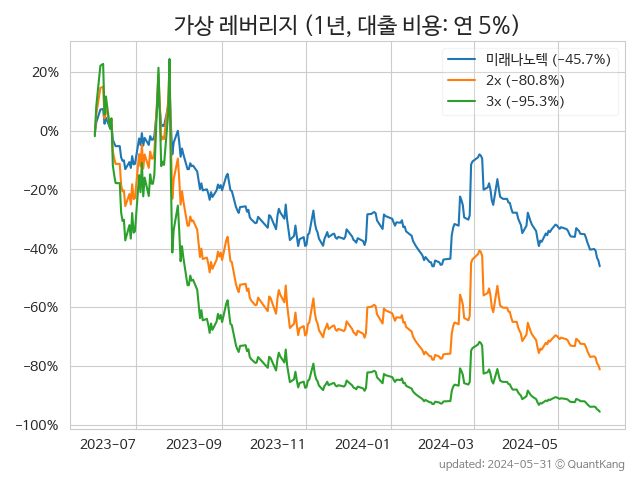 가상 레버리지 (1년, 대출 비용: 연 5%)
미래나노텍 (−45.7%)
2x (−80.8%)
3x (−95.3%)
20%
0%
−20%
−40%
−60%
−80%
−100%
2023-07 2023-09 2023-11 2024-01 2024-03 2024-05
updated: 2024-05-31 © QuantKang